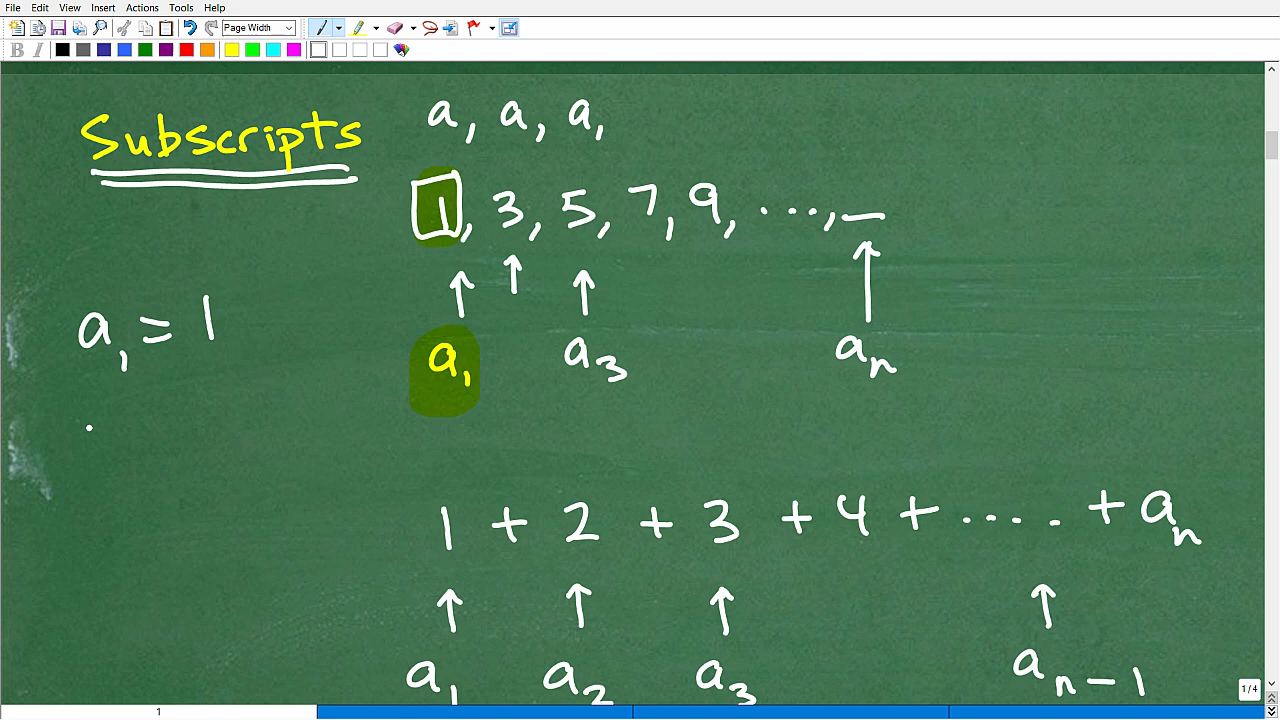 File Edit View Insert Actions Tools Help
Page Width
B I
Subscripts
a, a, a,
1, 3, 5, 7, 9, ..., _
a₁ a₃ aₙ
a₁ = 1
1 + 2 + 3 + 4 + .... + aₙ
a₁ a₂ a₃ aₙ₋₁
1/4
1